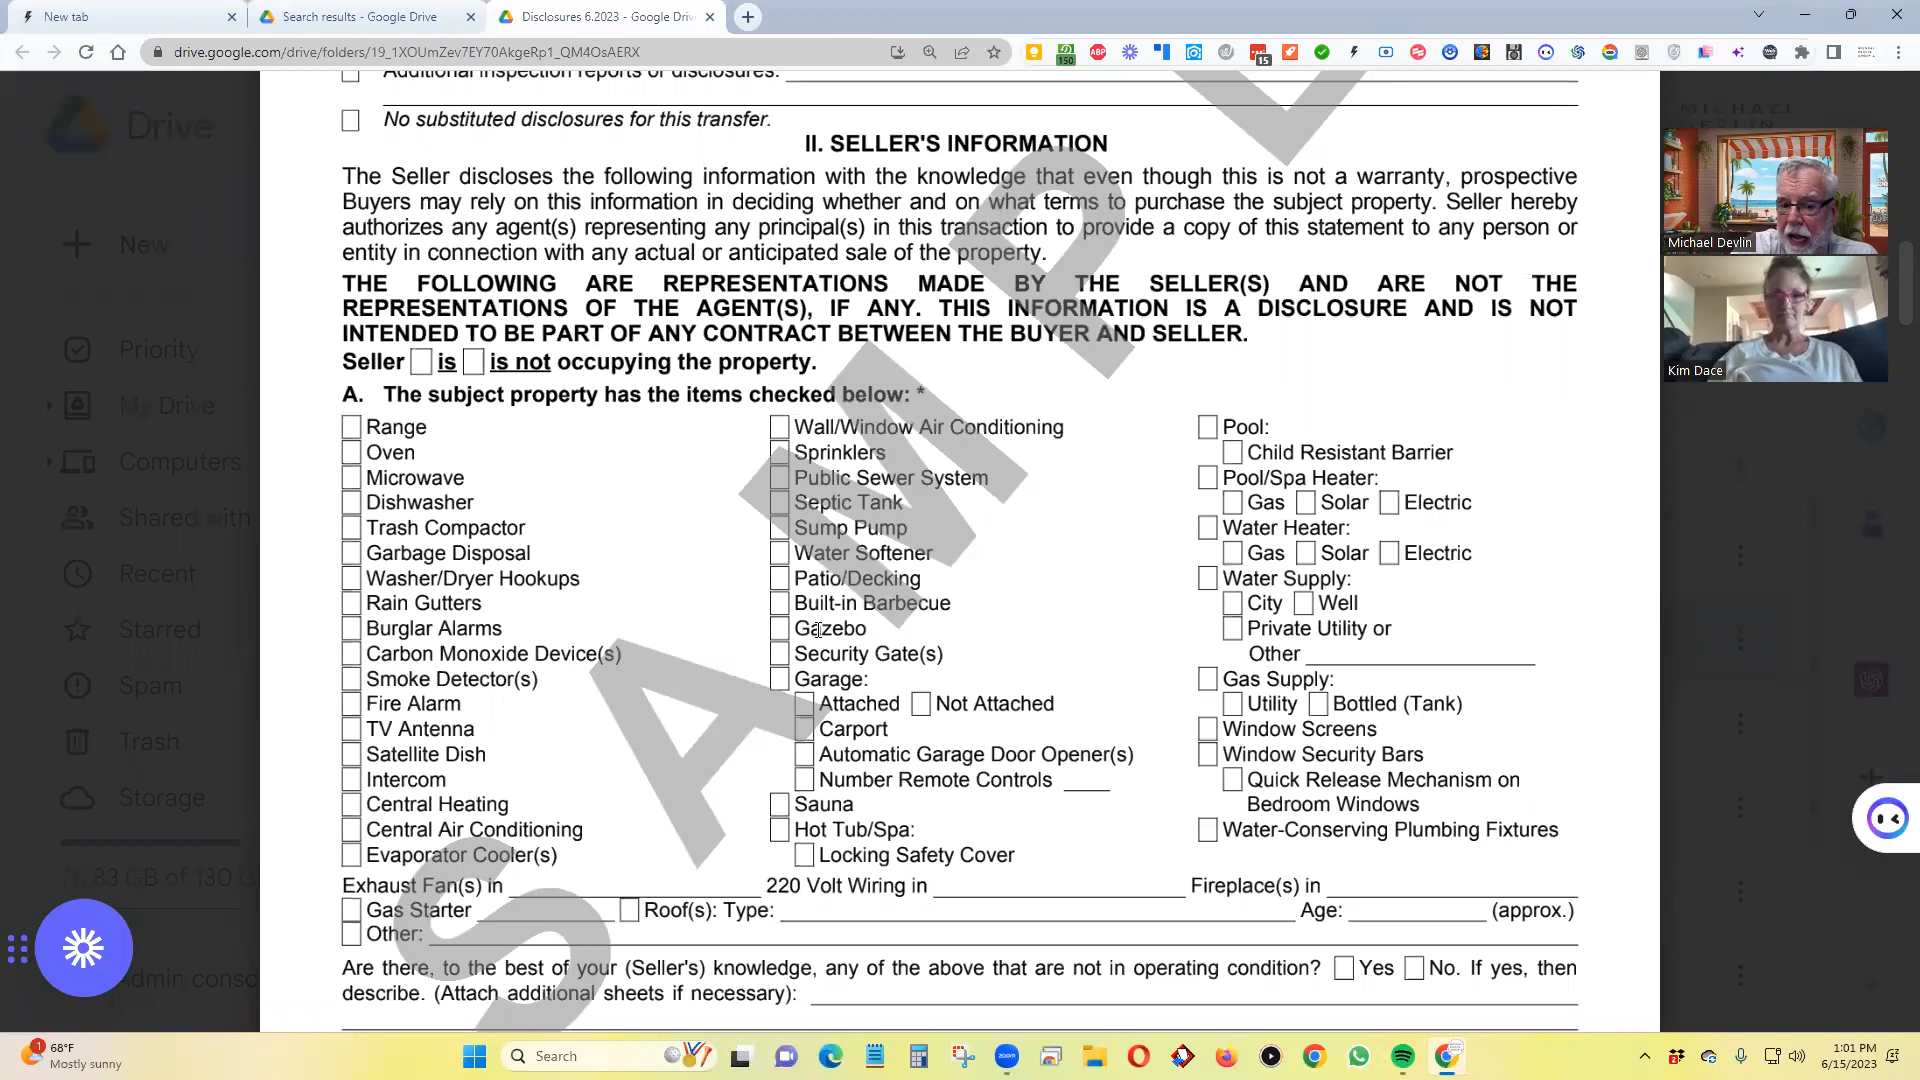 New tab
Search results - Google Drive
Disclosures 6.2023 - Google Driv
drive.google.com/drive/folders/19_1XOUmZev7EY70AkgeRp1_QM4OsAERX
150
ABP
15
Drive
New
Priority
My Drive
Computers
Shared with
Recent
Starred
Spam
Trash
Storage
Admin conso
Additional inspection reports or disclosures:
No substituted disclosures for this transfer.
II. SELLER'S INFORMATION
The Seller discloses the following information with the knowledge that even though this is not a warranty, prospective
Buyers may rely on this information in deciding whether and on what terms to purchase the subject property. Seller hereby
authorizes any agent(s) representing any principal(s) in this transaction to provide a copy of this statement to any person or
entity in connection with any actual or anticipated sale of the property.
THE FOLLOWING ARE REPRESENTATIONS MADE BY THE SELLER(S) AND ARE NOT THE
REPRESENTATIONS OF THE AGENT(S), IF ANY. THIS INFORMATION IS A DISCLOSURE AND IS NOT
INTENDED TO BE PART OF ANY CONTRACT BETWEEN THE BUYER AND SELLER.
Seller is is not occupying the property.
A. The subject property has the items checked below: *
Range
Oven
Microwave
Dishwasher
Trash Compactor
Garbage Disposal
Washer/Dryer Hookups
Rain Gutters
Burglar Alarms
Carbon Monoxide Device(s)
Smoke Detector(s)
Fire Alarm
TV Antenna
Satellite Dish
Intercom
Central Heating
Central Air Conditioning
Evaporator Cooler(s)
Wall/Window Air Conditioning
Sprinklers
Public Sewer System
Septic Tank
Sump Pump
Water Softener
Patio/Decking
Built-in Barbecue
Gazebo
Security Gate(s)
Garage:
Attached Not Attached
Carport
Automatic Garage Door Opener(s)
Number Remote Controls ____
Sauna
Hot Tub/Spa:
Locking Safety Cover
Pool:
Child Resistant Barrier
Pool/Spa Heater:
Gas Solar Electric
Water Heater:
Gas Solar Electric
Water Supply:
City Well
Private Utility or
Other
Gas Supply:
Utility Bottled (Tank)
Window Screens
Window Security Bars
Quick Release Mechanism on
Bedroom Windows
Water-Conserving Plumbing Fixtures
Exhaust Fan(s) in 220 Volt Wiring in Fireplace(s) in
Gas Starter Roof(s): Type: Age: (approx.)
Other:
Are there, to the best of your (Seller's) knowledge, any of the above that are not in operating condition? Yes No. If yes, then
describe. (Attach additional sheets if necessary):
SAMPLE
Michael Devlin
Kim Dace
1
68°F
Mostly sunny
Search
zoom
1:01 PM
6/15/2023